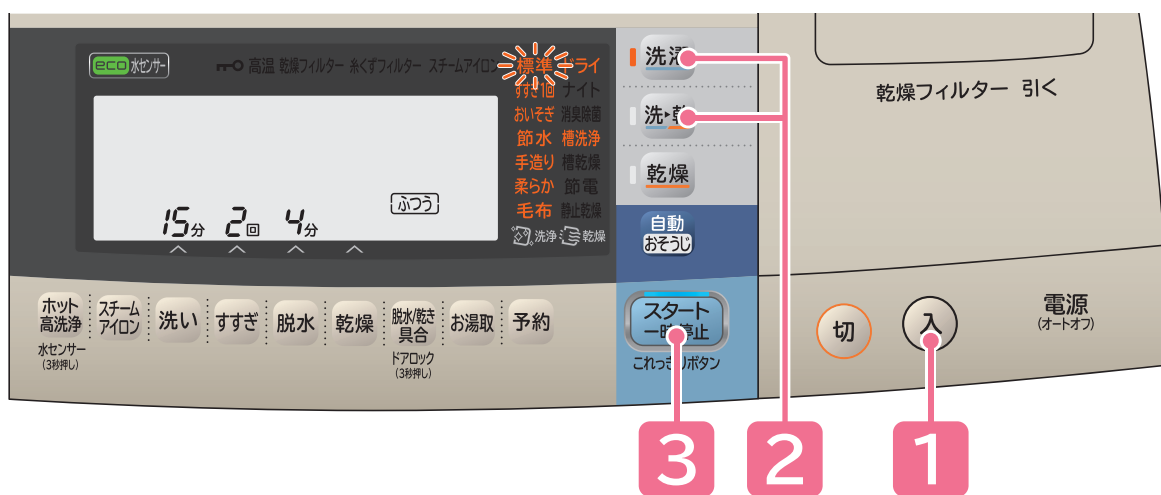 eco 水センサー
高温 乾燥フィルター 糸くずフィルター スチームアイロン
標準 ドライ
すすぎ1回 ナイト
おいそぎ 消臭除菌
節水 槽洗浄
手造り 槽乾燥
柔らか 節電
毛布 静止乾燥
洗浄 乾燥
15分 2回 4分
ふつう
洗濯
洗・乾
乾燥
自動
おそうじ
乾燥フィルター 引く
ホット
高洗浄
水センサー
(3秒押し)
スチーム
アイロン
洗い
すすぎ
脱水
乾燥
脱水/乾き
具合
ドアロック
(3秒押し)
お湯取
予約
スタート
一時停止
これっきりボタン
切
入
電源
(オートオフ)
3
2
1